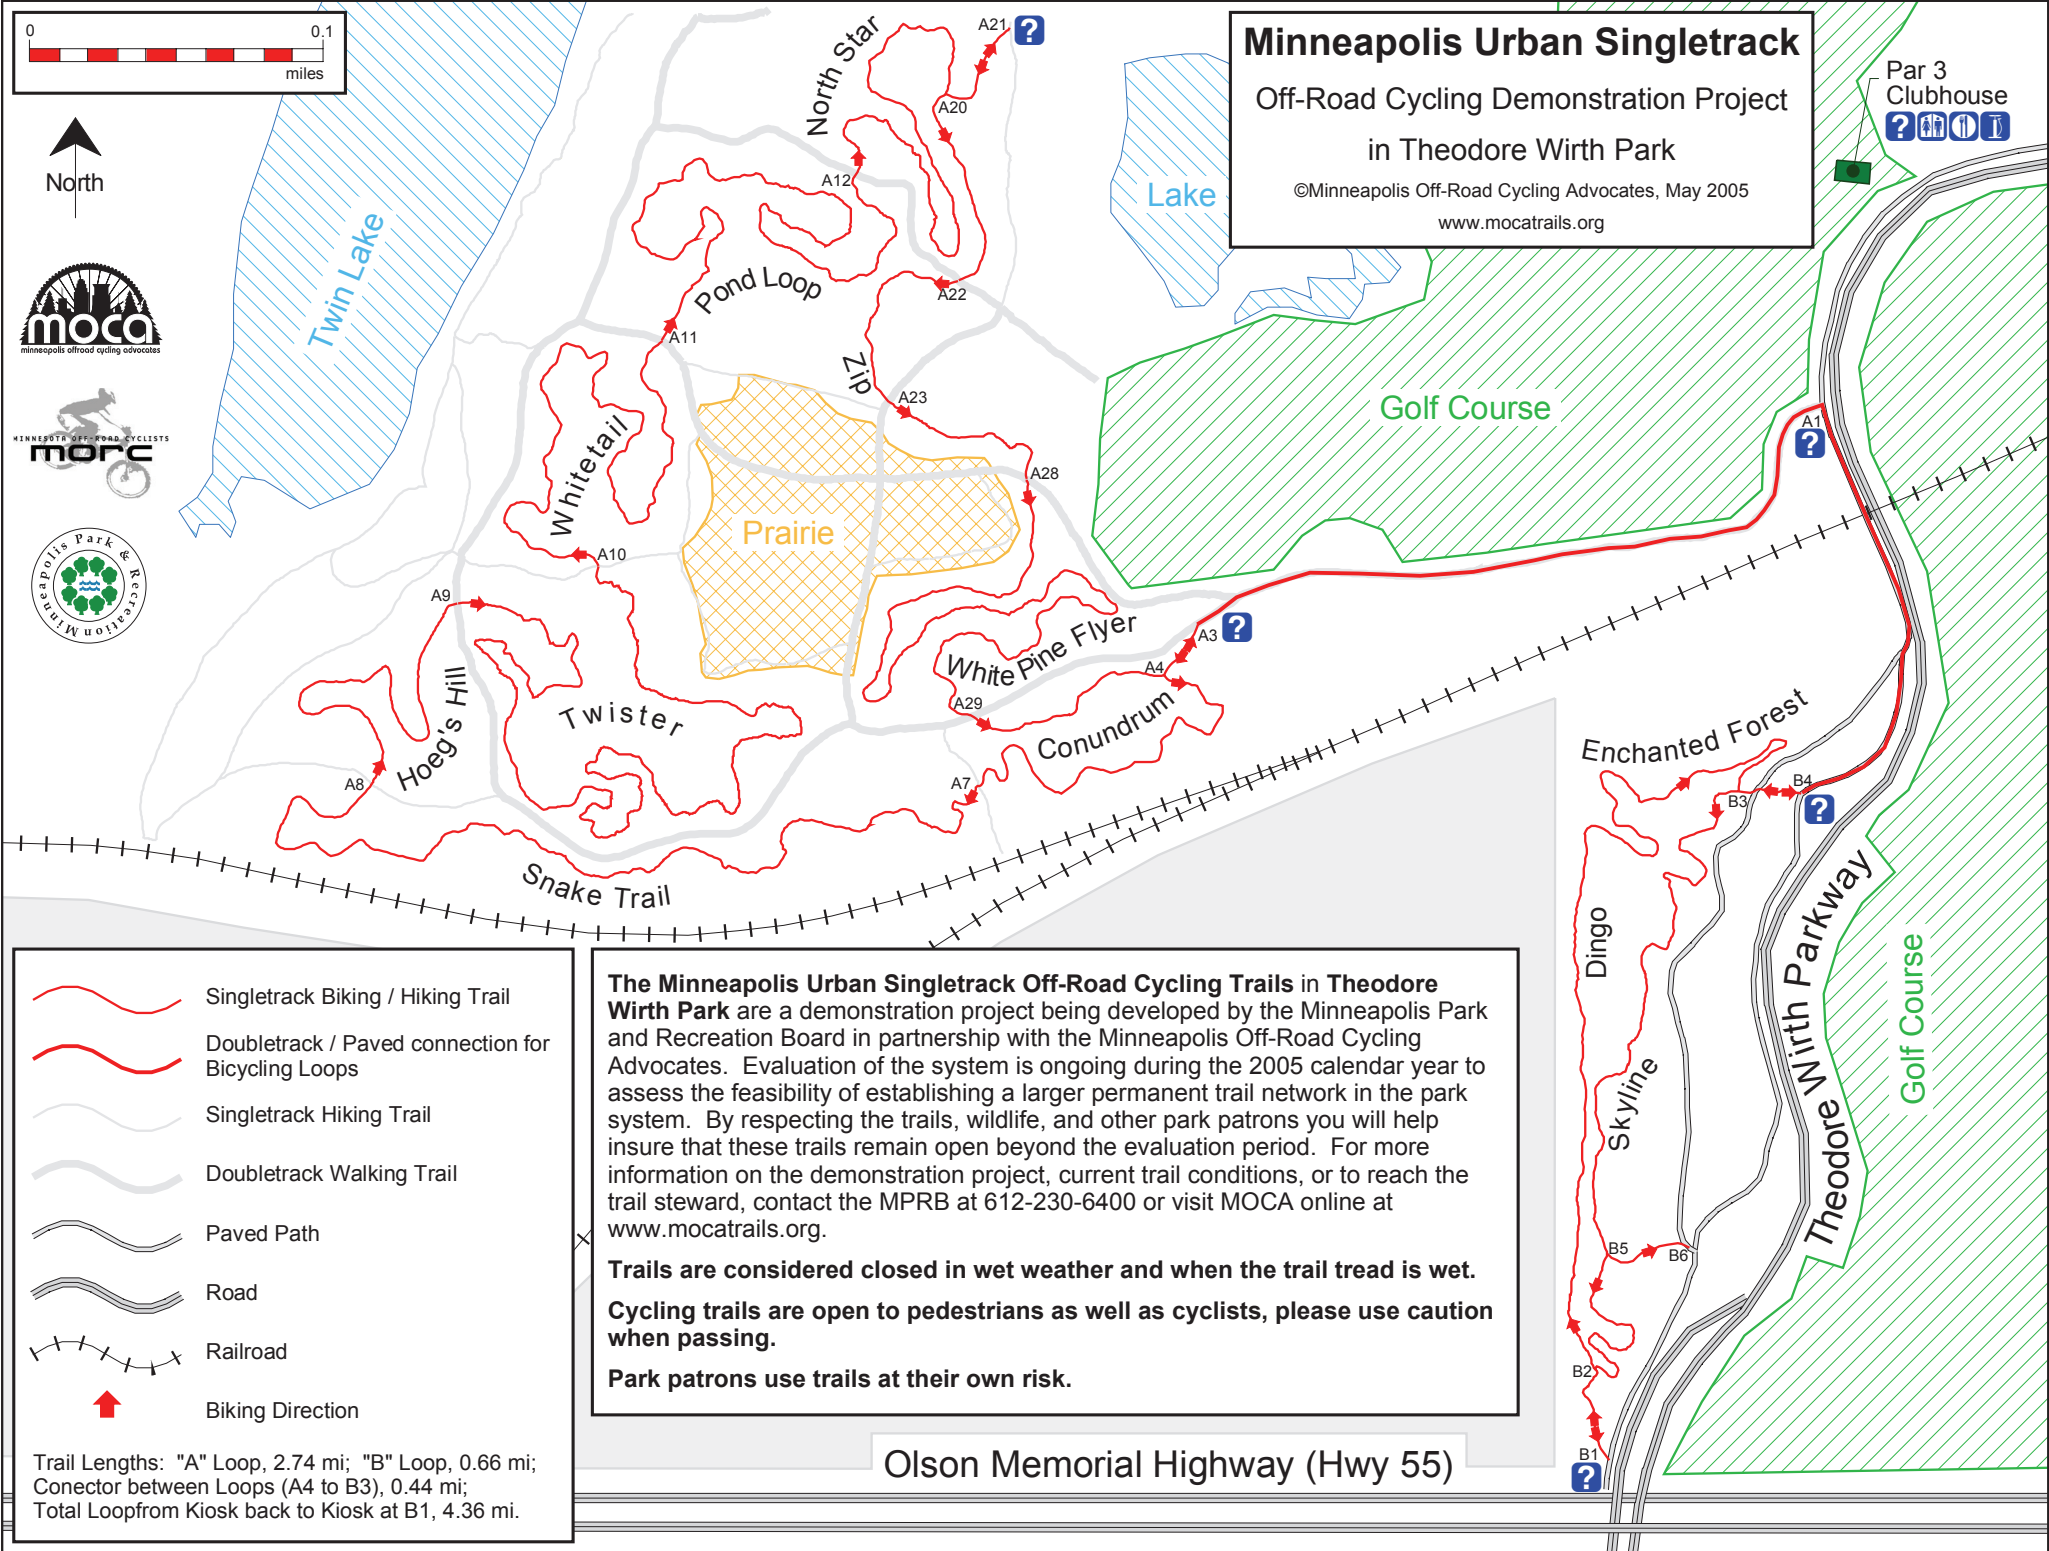 0 0.1
miles
North
moca
minneapolis offroad cycling advocates
MINNESOTA OFF-ROAD CYCLISTS
morc
Minneapolis Park & Recreation
Minneapolis Urban Singletrack
Off-Road Cycling Demonstration Project
in Theodore Wirth Park
©Minneapolis Off-Road Cycling Advocates, May 2005
www.mocatrails.org
Par 3
Clubhouse
?
Twin Lake
Lake
North Star
A21
?
A20
A12
A22
Pond Loop
A11
Zip
A23
A28
Golf Course
A1
?
Whitetail
Prairie
A10
A9
A3
?
White Pine Flyer
A4
A29
Conundrum
Twister
Hoeg's Hill
A8
A7
Snake Trail
Enchanted Forest
B4
?
B3
Dingo
Skyline
Theodore Wirth Parkway
Golf Course
B5
B6
B2
B1
?
Singletrack Biking / Hiking Trail
Doubletrack / Paved connection for
Bicycling Loops
Singletrack Hiking Trail
Doubletrack Walking Trail
Paved Path
Road
Railroad
Biking Direction
Trail Lengths: "A" Loop, 2.74 mi; "B" Loop, 0.66 mi;
Conector between Loops (A4 to B3), 0.44 mi;
Total Loopfrom Kiosk back to Kiosk at B1, 4.36 mi.
The Minneapolis Urban Singletrack Off-Road Cycling Trails in Theodore
Wirth Park are a demonstration project being developed by the Minneapolis Park
and Recreation Board in partnership with the Minneapolis Off-Road Cycling
Advocates. Evaluation of the system is ongoing during the 2005 calendar year to
assess the feasibility of establishing a larger permanent trail network in the park
system. By respecting the trails, wildlife, and other park patrons you will help
insure that these trails remain open beyond the evaluation period. For more
information on the demonstration project, current trail conditions, or to reach the
trail steward, contact the MPRB at 612-230-6400 or visit MOCA online at
www.mocatrails.org.
Trails are considered closed in wet weather and when the trail tread is wet.
Cycling trails are open to pedestrians as well as cyclists, please use caution
when passing.
Park patrons use trails at their own risk.
Olson Memorial Highway (Hwy 55)